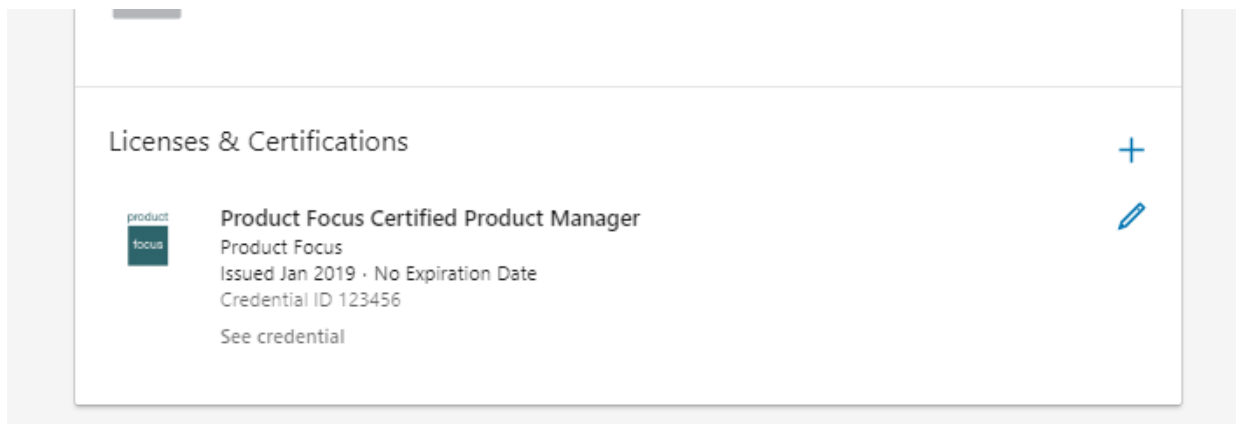 Licenses & Certifications
product
focus
Product Focus Certified Product Manager
Product Focus
Issued Jan 2019 · No Expiration Date
Credential ID 123456
See credential